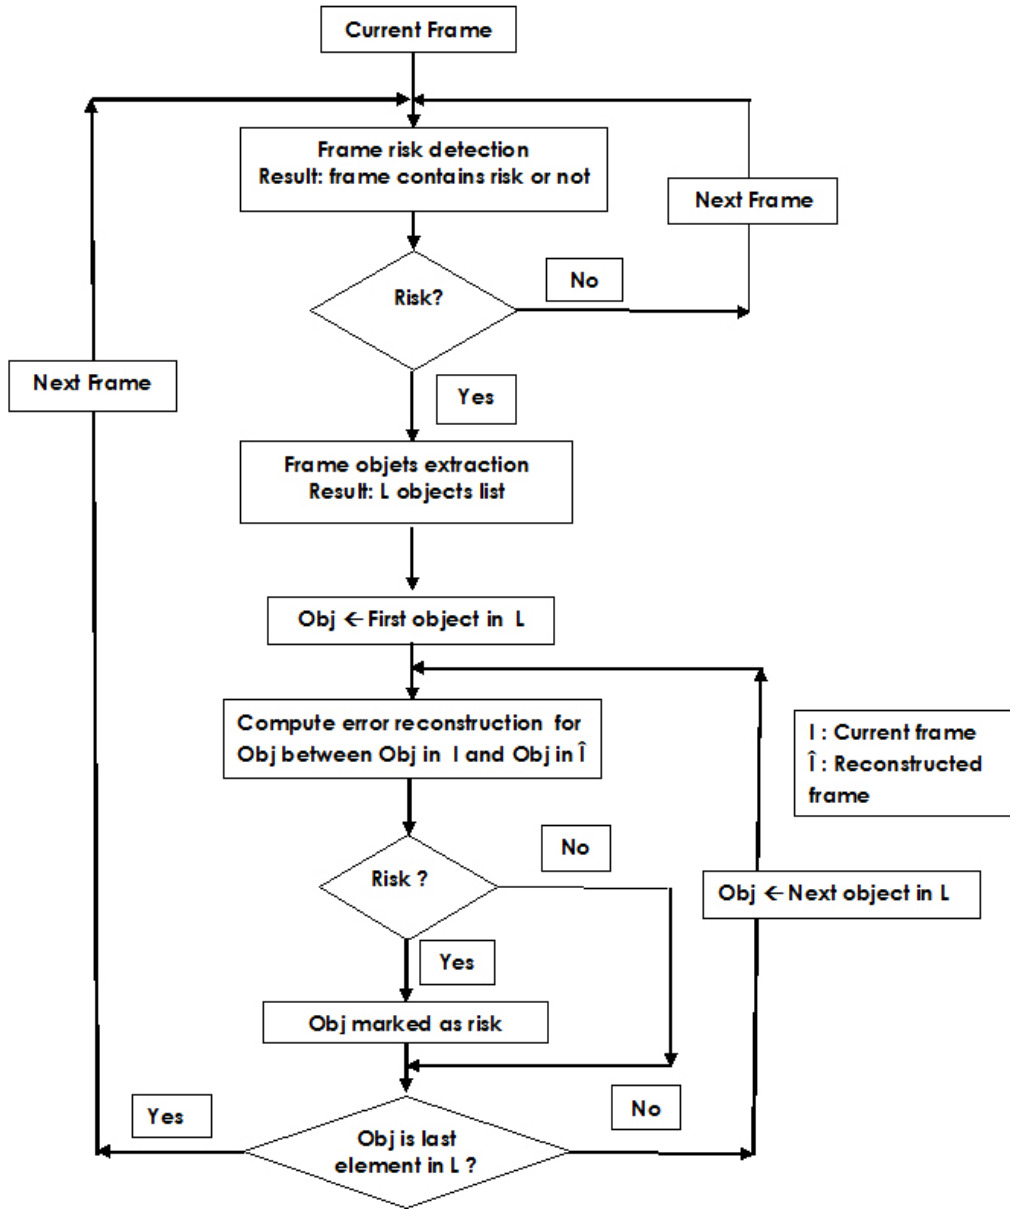 Current Frame
Frame risk detection
Result: frame contains risk or not
Next Frame
Risk?
No
Next Frame
Yes
Frame objets extraction
Result: L objects list
Obj ← First object in L
Compute error reconstruction for
Obj between Obj in I and Obj in Î
I : Current frame
Î : Reconstructed
frame
No
Risk ?
Obj ← Next object in L
Yes
Obj marked as risk
Yes
No
Obj is last
element in L ?